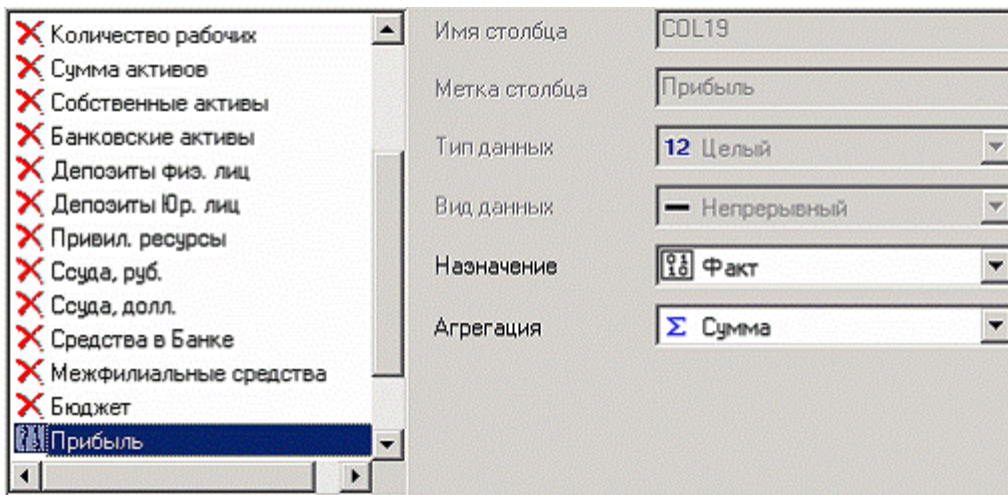 Количество рабочих
Сумма активов
Собственные активы
Банковские активы
Депозиты физ. лиц
Депозиты Юр. лиц
Привил. ресурсы
Ссуда, руб.
Ссуда, долл.
Средства в Банке
Межфилиальные средства
Бюджет
Прибыль
Имя столбца COL19
Метка столбца Прибыль
Тип данных 12 Целый
Вид данных Непрерывный
Назначение Факт
Агрегация Σ Сумма